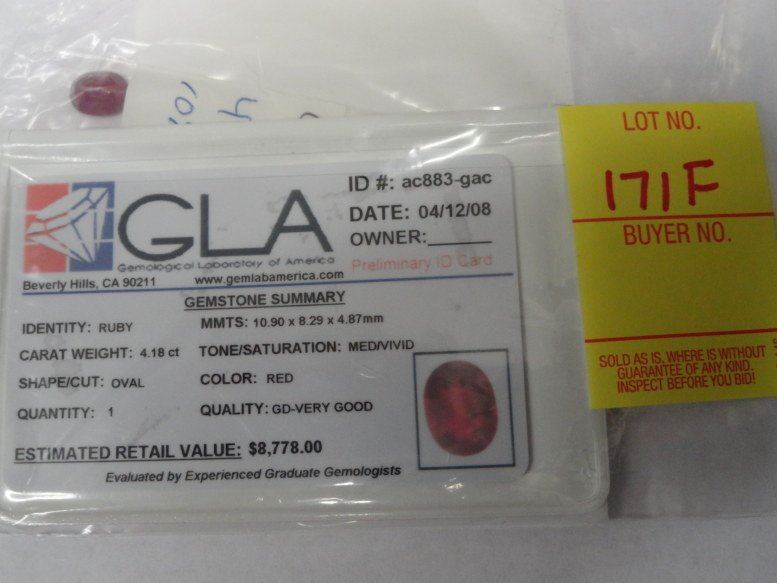 GLA
Gemological Laboratory of America
Beverly Hills, CA 90211
www.gemlabamerica.com
ID #: ac883-gac
DATE: 04/12/08
OWNER:______
Preliminary ID Card
GEMSTONE SUMMARY
IDENTITY: RUBY
MMTS: 10.90 x 8.29 x 4.87mm
CARAT WEIGHT: 4.18 ct
TONE/SATURATION: MED/VIVID
SHAPE/CUT: OVAL
COLOR: RED
QUANTITY: 1
QUALITY: GD-VERY GOOD
ESTIMATED RETAIL VALUE: $8,778.00
Evaluated by Experienced Graduate Gemologists
LOT NO.
171F
BUYER NO.
SOLD AS IS, WHERE IS WITHOUT
GUARANTEE OF ANY KIND.
INSPECT BEFORE YOU BID!